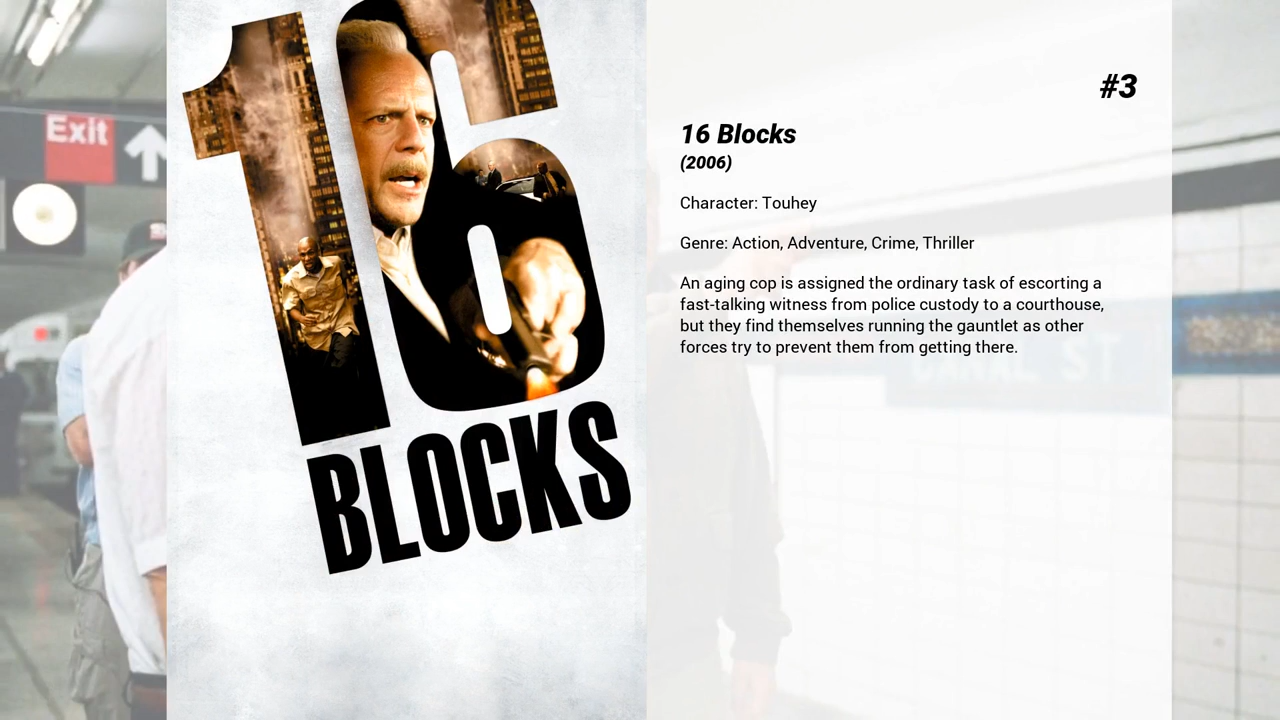 Exit
16
BLOCKS
#3
16 Blocks
(2006)
Character: Touhey
Genre: Action, Adventure, Crime, Thriller
An aging cop is assigned the ordinary task of escorting a
fast-talking witness from police custody to a courthouse,
but they find themselves running the gauntlet as other
forces try to prevent them from getting there.
CANAL ST